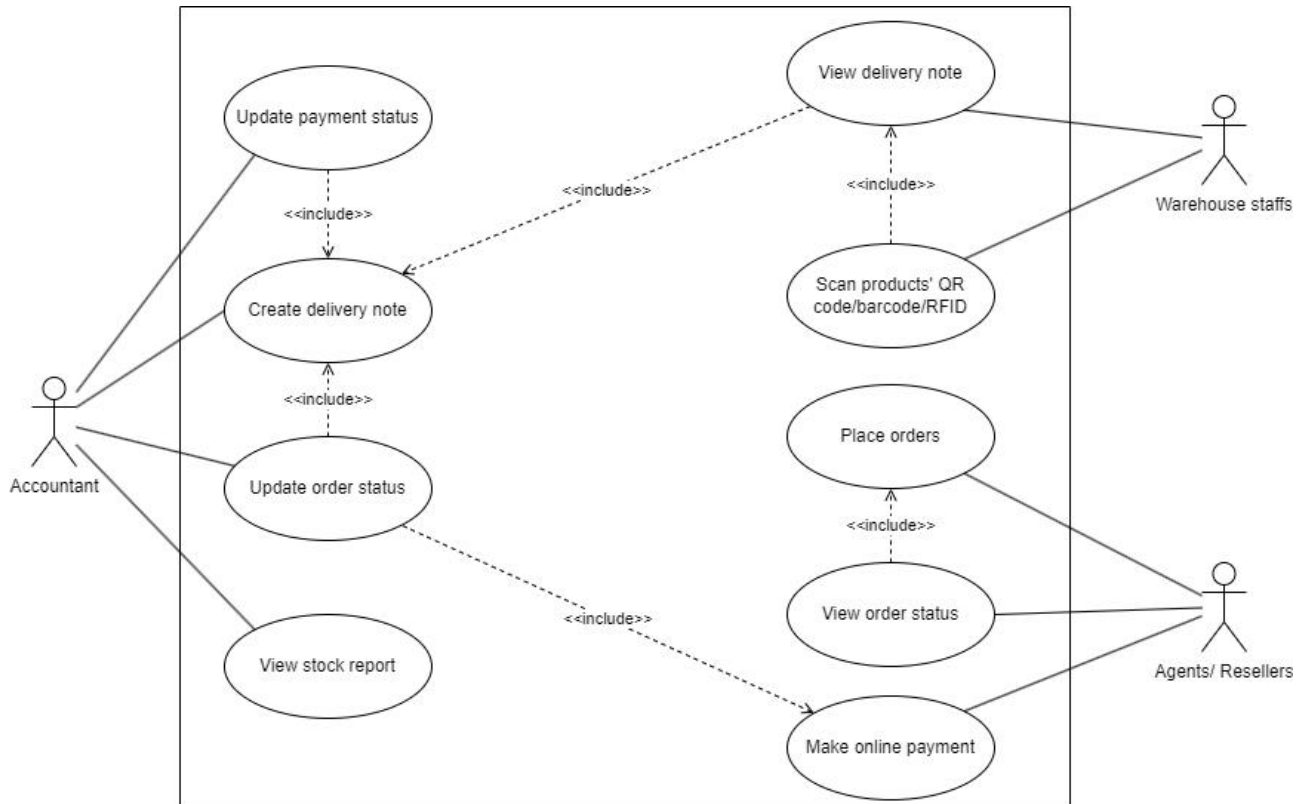 View delivery note
Update payment status
<<include>>
Warehouse staffs
<<include>>
<<include>>
Create delivery note
Scan products' QR
code/barcode/RFID
<<include>>
Place orders
Accountant
Update order status
<<include>>
<<include>>
View order status
View stock report
Agents/ Resellers
Make online payment